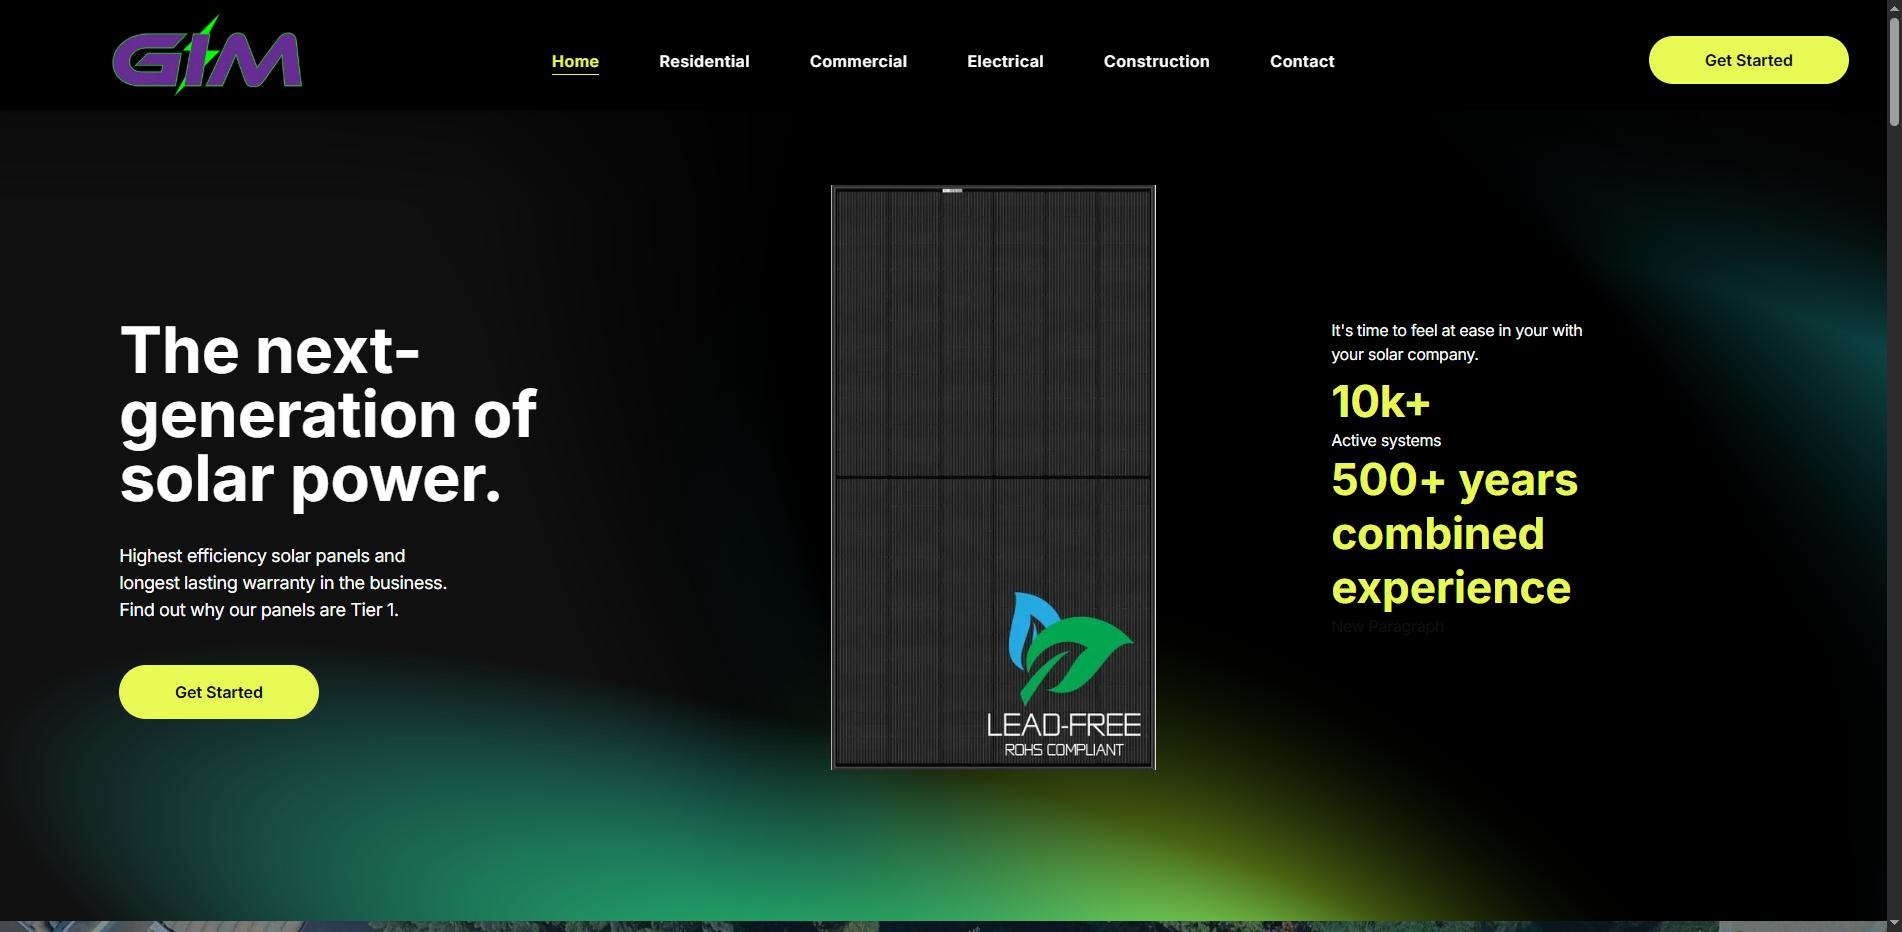 GIM
Home
Residential
Commercial
Electrical
Construction
Contact
Get Started
The next-
generation of
solar power.
Highest efficiency solar panels and
longest lasting warranty in the business.
Find out why our panels are Tier 1.
Get Started
LEAD-FREE
ROHS COMPLIANT
It's time to feel at ease in your with
your solar company.
10k+
Active systems
500+ years
combined
experience
New Paragraph